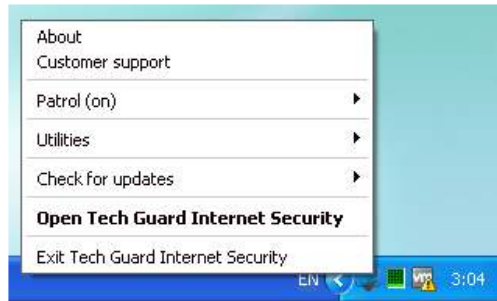 About
Customer support
Patrol (on)
Utilities
Check for updates
Open Tech Guard Internet Security
Exit Tech Guard Internet Security
EN
vm
3:04